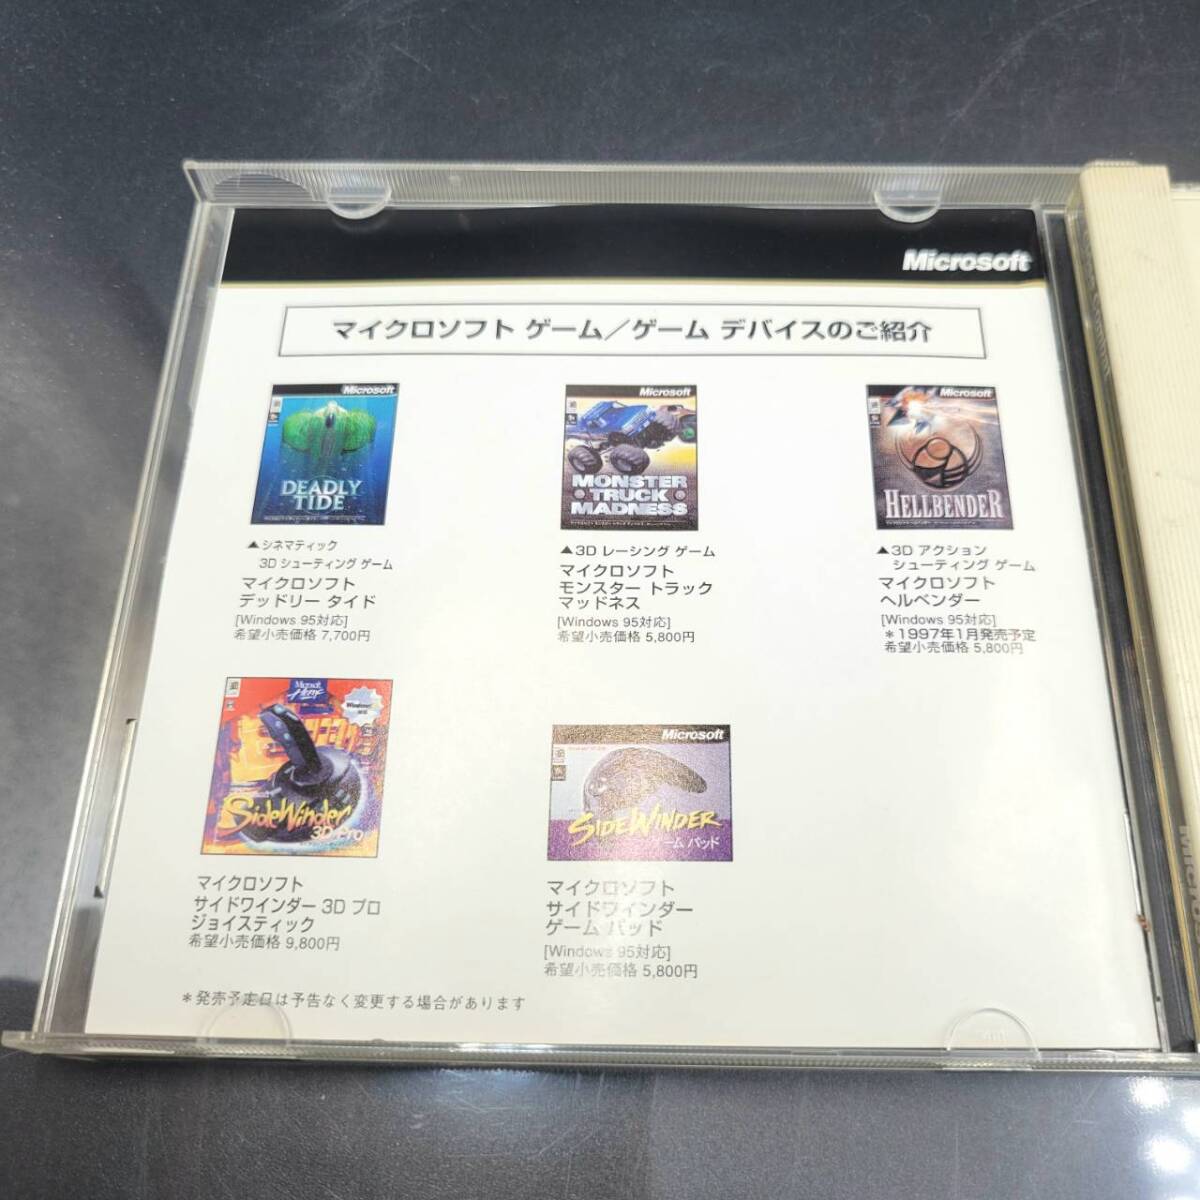 Microsoft
マイクロソフト ゲーム／ゲーム デバイスのご紹介
Microsoft
DEADLY
TIDE
▲シネマティック
3D シューティング ゲーム
マイクロソフト
デッドリー タイド
[Windows 95対応]
希望小売価格 7,700円
Microsoft
MONSTER
TRUCK
MADNESS
▲3D レーシング ゲーム
マイクロソフト
モンスター トラック
マッドネス
[Windows 95対応]
希望小売価格 5,800円
Microsoft
HELLBENDER
▲3D アクション
シューティング ゲーム
マイクロソフト
ヘルベンダー
[Windows 95対応]
＊1997年1月発売予定
希望小売価格 5,800円
Microsoft
Home
SideWinder
3D Pro
マイクロソフト
サイドワインダー 3D プロ
ジョイスティック
希望小売価格 9,800円
Microsoft
SIDEWINDER
ゲーム パッド
マイクロソフト
サイドワインダー
ゲーム パッド
[Windows 95対応]
希望小売価格 5,800円
＊発売予定日は予告なく変更する場合があります